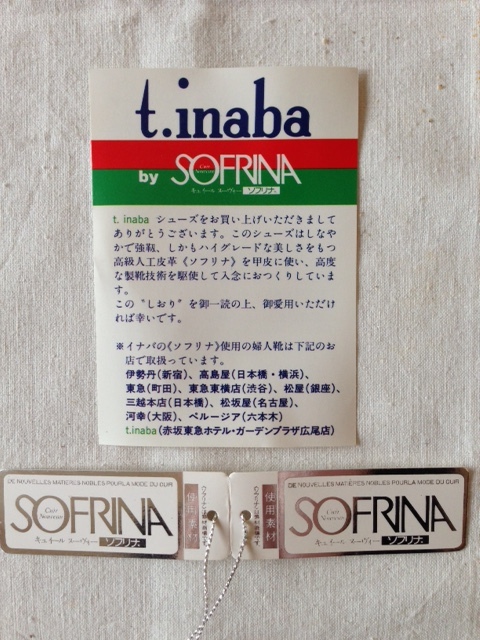 t.inaba
by SOFRINA
Cuir Nouveau
キュイール ヌーヴォー ソフリナ
t. inaba シューズをお買い上げいただきまして
ありがとうございます。このシューズはしなや
かで強靱、しかもハイグレードな美しさをもつ
高級人工皮革《ソフリナ》を甲皮に使い、高度
な製靴技術を駆使して入念におつくりしていま
す。
この〝しおり〟を御一読の上、御愛用いただけ
れば幸いです。
※イナバの《ソフリナ》使用の婦人靴は下記のお
店で取扱っています。
伊勢丹(新宿)、高島屋(日本橋・横浜)、
東急(町田)、東急東横店(渋谷)、松屋(銀座)、
三越本店(日本橋)、松坂屋(名古屋)、
河幸(大阪)、ベルージア(六本木)
t.inaba(赤坂東急ホテル・ガーデンプラザ広尾店)
DE NOUVELLES MATIÈRES NOBLES POUR LA MODE DU CUIR
SOFRINA
Cuir Nouveau
キュイール ヌーヴォー ソフリナ
使用素材
使用素材
DE NOUVELLES MATIÈRES NOBLES POUR LA MODE DU CUIR
SOFRINA
Cuir Nouveau
キュイール ヌーヴォー ソフリナ